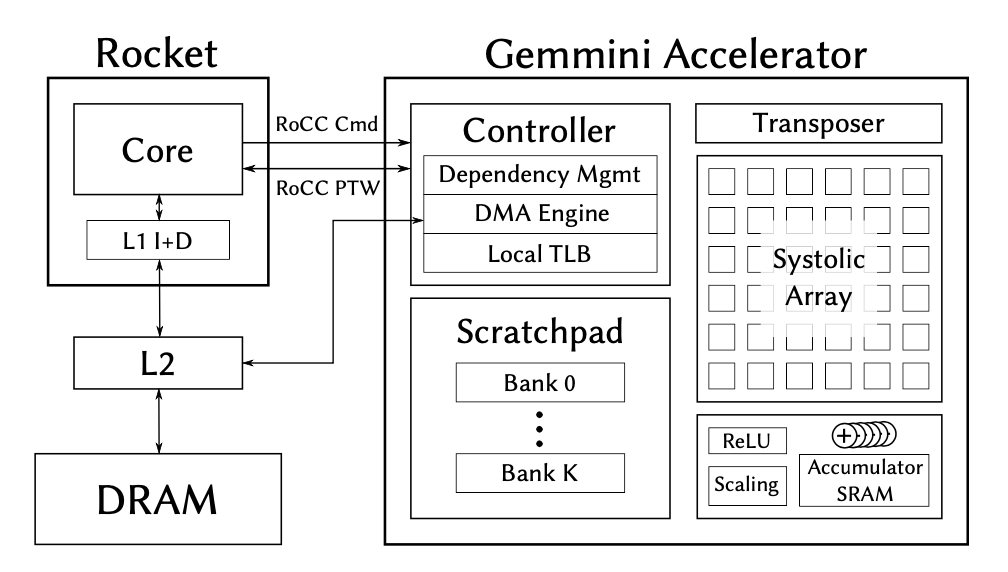 Rocket
Gemmini Accelerator
Core
L1 I+D
L2
DRAM
RoCC Cmd
RoCC PTW
Controller
Dependency Mgmt
DMA Engine
Local TLB
Scratchpad
Bank 0
Bank K
Transposer
Systolic
Array
ReLU
Scaling
+
Accumulator
SRAM